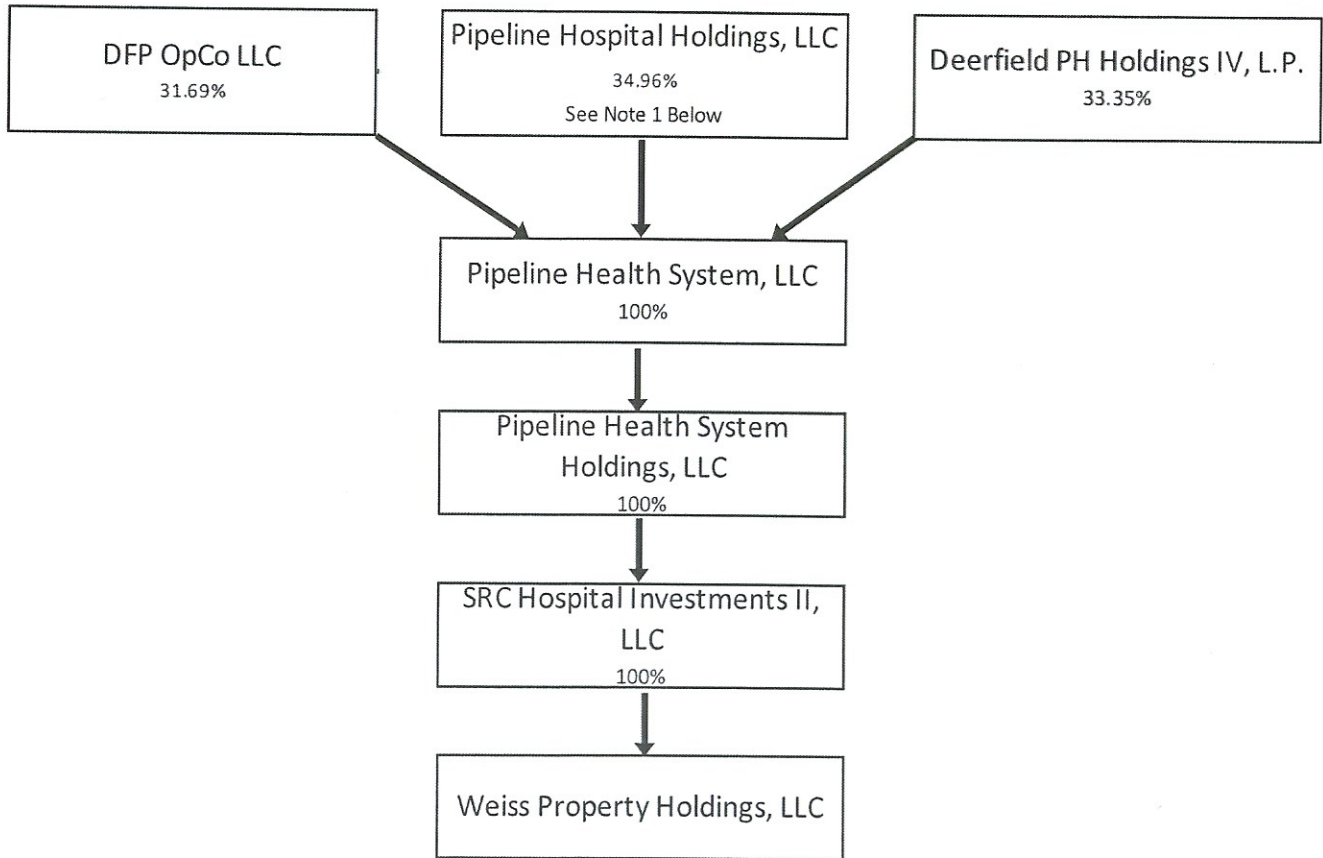 DFP OpCo LLC
31.69%
Pipeline Hospital Holdings, LLC
34.96%
See Note 1 Below
Deerfield PH Holdings IV, L.P.
33.35%
Pipeline Health System, LLC
100%
Pipeline Health System
Holdings, LLC
100%
SRC Hospital Investments II,
LLC
100%
Weiss Property Holdings, LLC